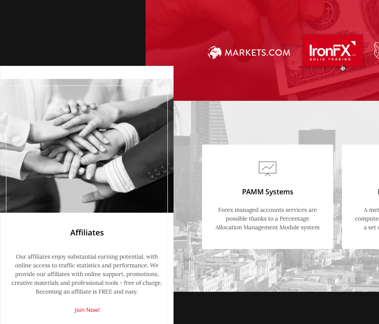 MARKETS.COM
IronFX
SOLID TRADING
PAMM Systems
Forex managed accounts services are
possible thanks to a Percentage
Allocation Management Module system
A met
compute
a set
Affiliates
Our affiliates enjoy substantial earning potential, with
online access to traffic statistics and performance. We
provide our affiliates with online support, promotions,
creative materials and professional tools - free of charge.
Becoming an affiliate is FREE and easy.
Join Now!